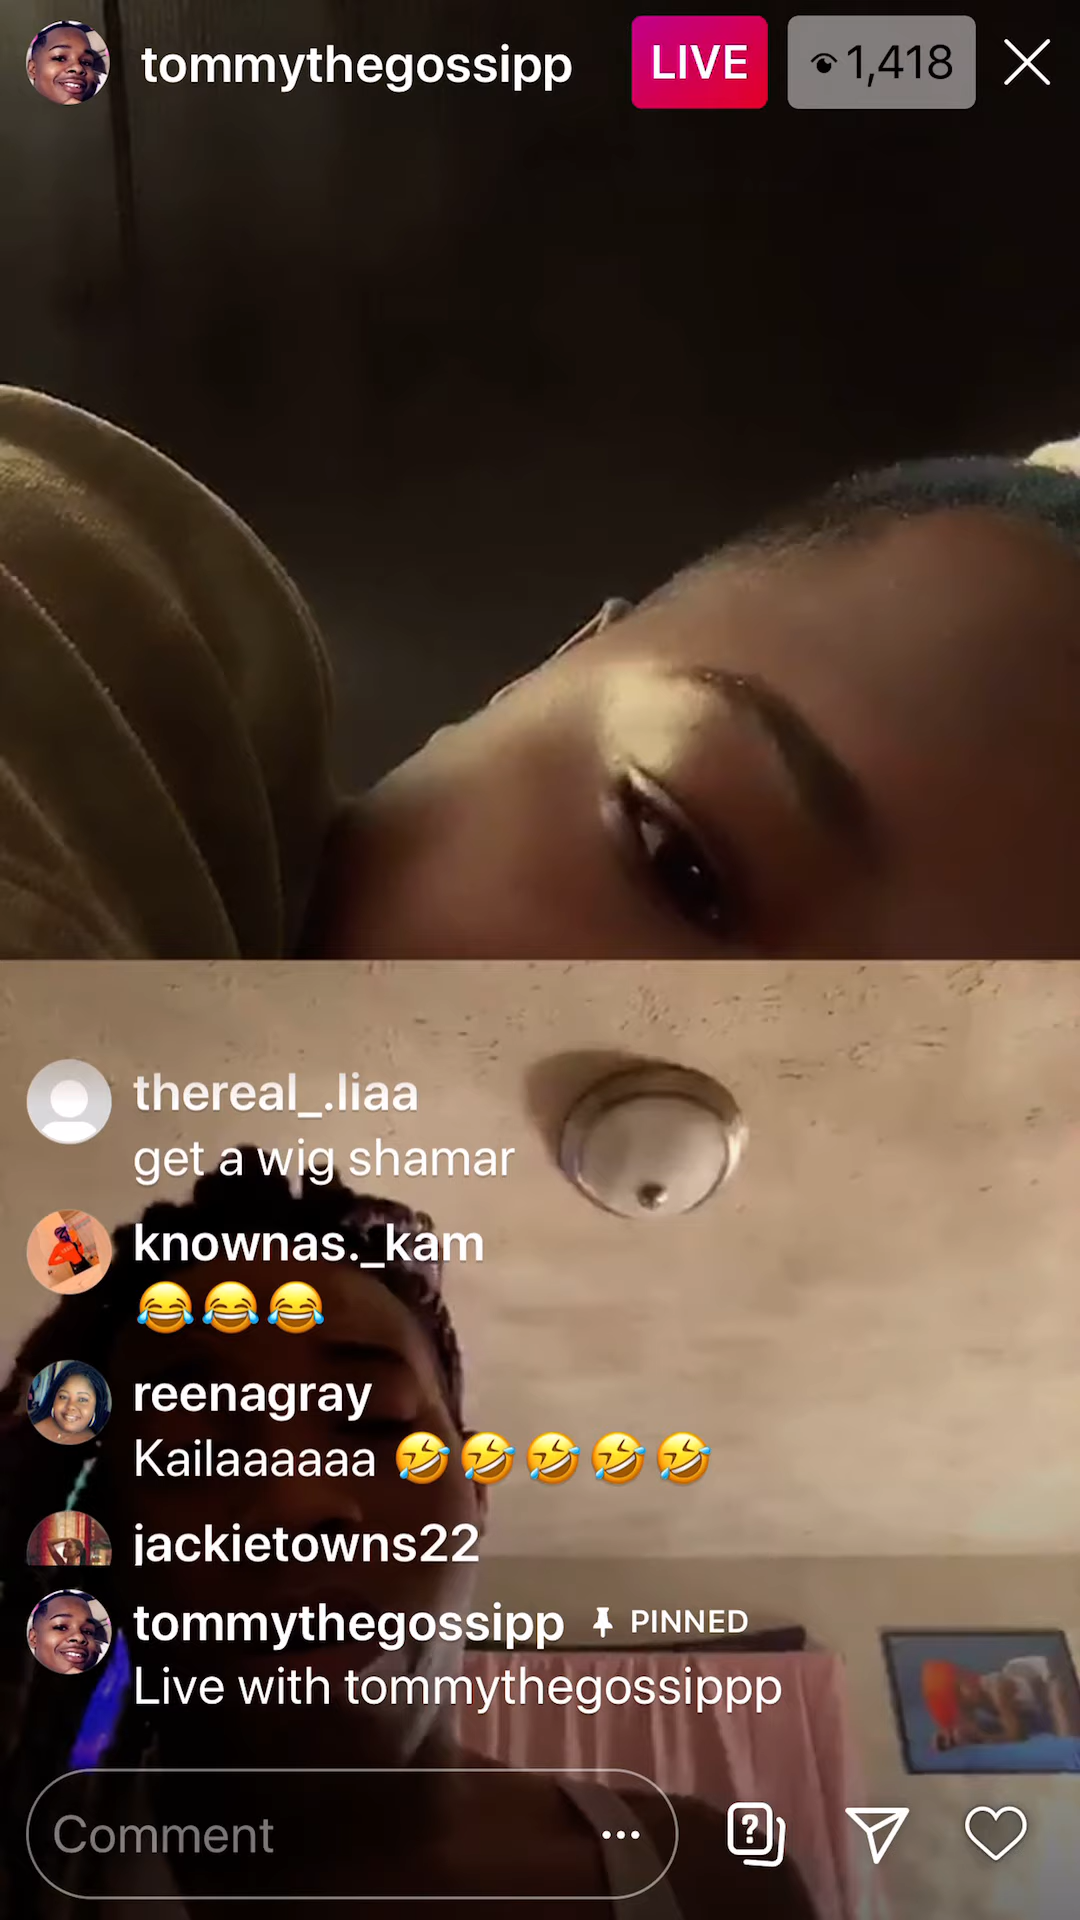 tommythegossipp LIVE 1,418
thereal_.liaa
get a wig shamar
knownas._kam
😂😂😂
reenagray
Kailaaaaaa 🤣🤣🤣🤣🤣
jackietowns22
tommythegossipp PINNED
Live with tommythegossippp
Comment